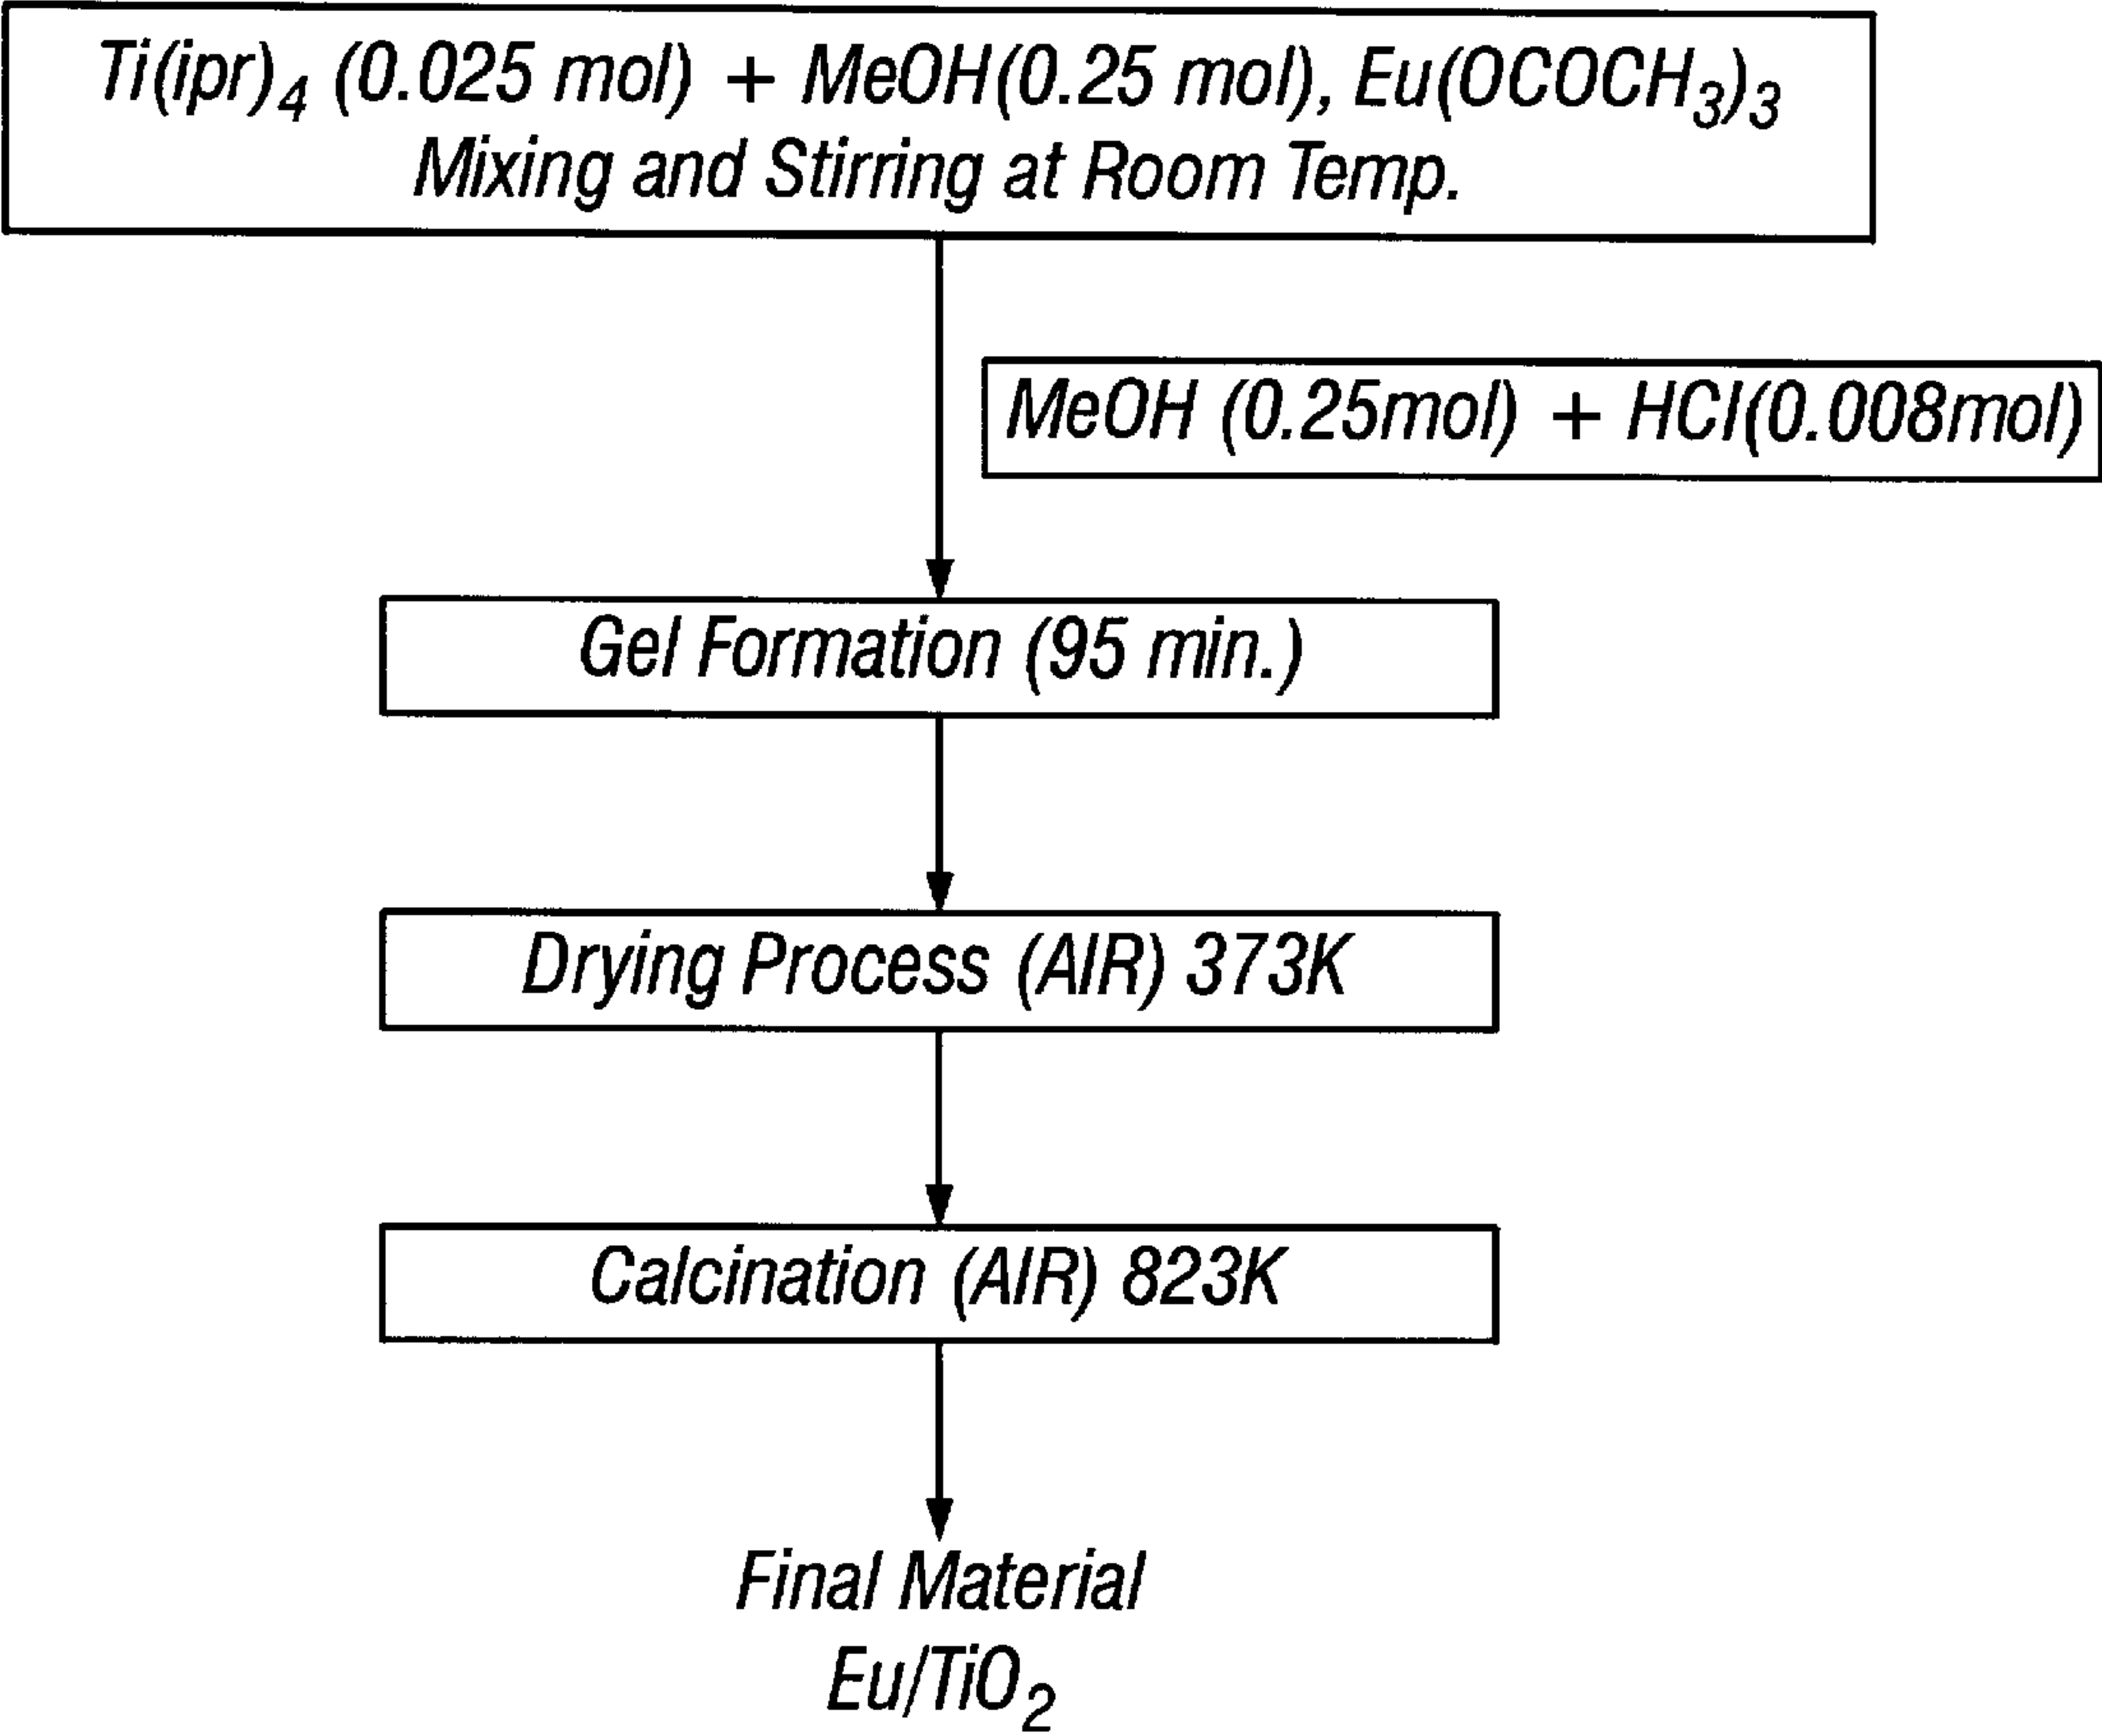 Ti(ipr)₄ (0.025 mol) + MeOH(0.25 mol), Eu(OCOCH₃)₃
Mixing and Stirring at Room Temp.
MeOH (0.25mol) + HCl(0.008mol)
Gel Formation (95 min.)
Drying Process (AIR) 373K
Calcination (AIR) 823K
Final Material
Eu/TiO₂